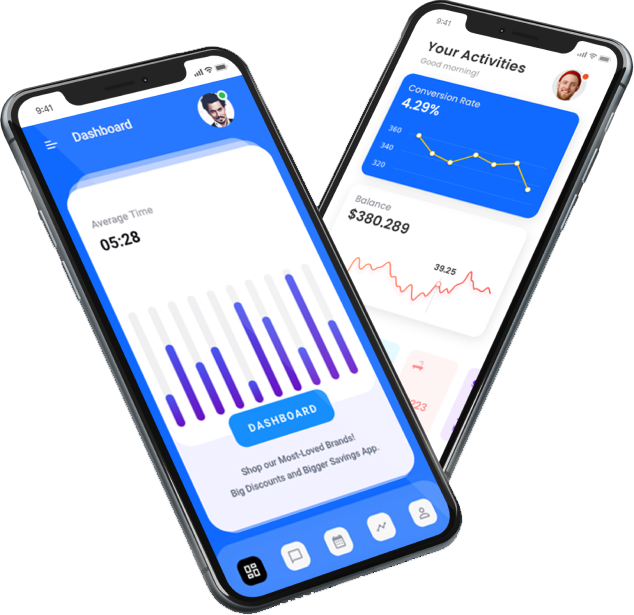 9:41
Dashboard
Average Time
05:28
DASHBOARD
Shop our Most-Loved Brands!
Big Discounts and Bigger Savings App.
9:41
Your Activities
Good morning!
Conversion Rate
4.29%
360
340
320
Balance
$380.289
39.25
223